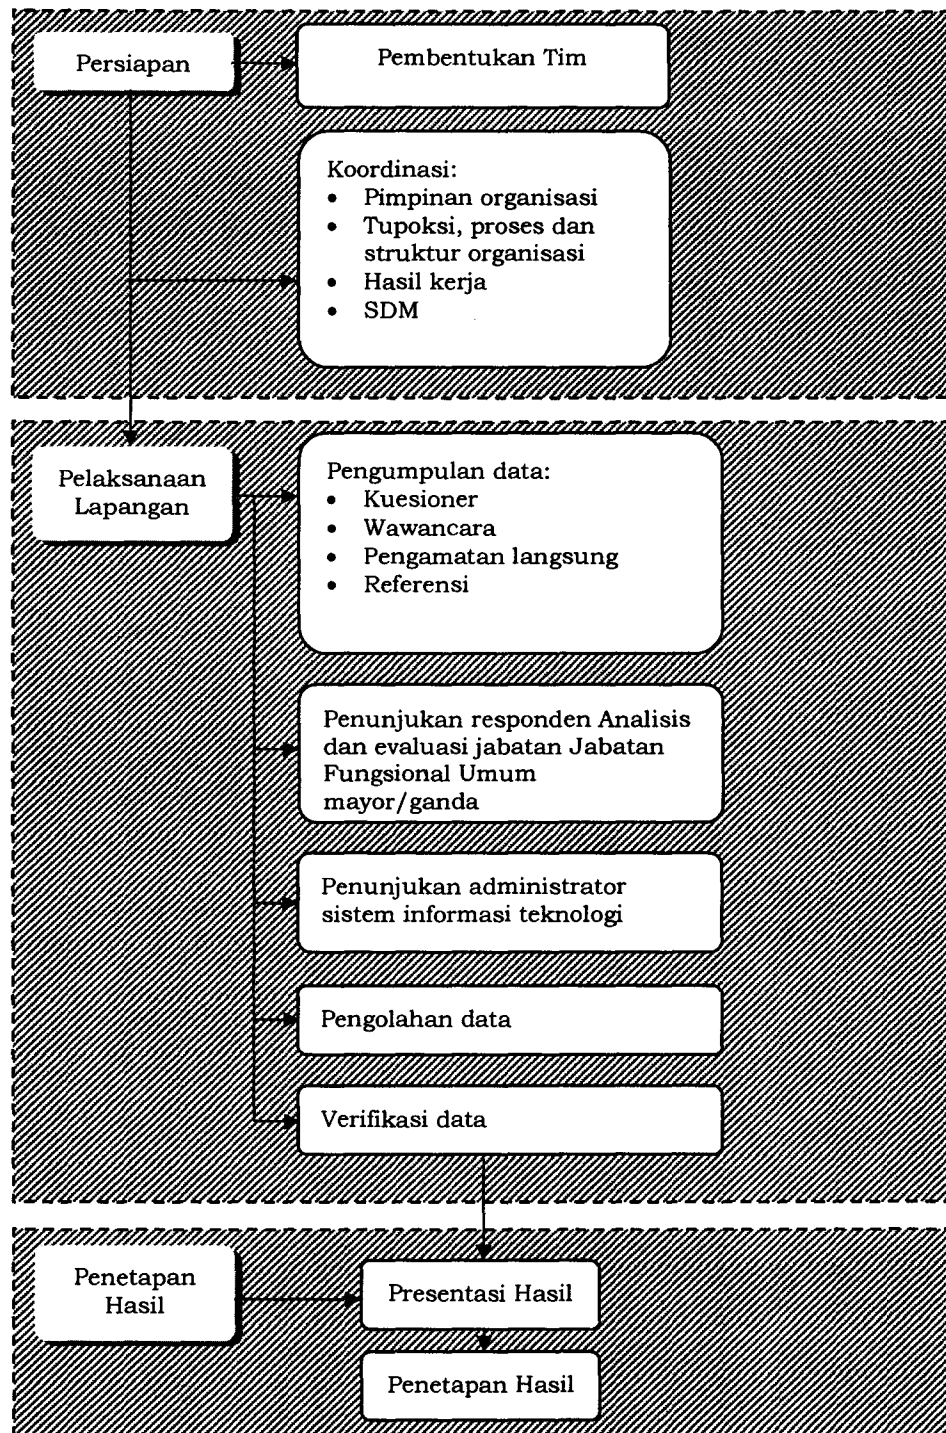 Persiapan
Pembentukan Tim
Koordinasi:
• Pimpinan organisasi
• Tupoksi, proses dan
struktur organisasi
• Hasil kerja
• SDM
Pelaksanaan
Lapangan
Pengumpulan data:
• Kuesioner
• Wawancara
• Pengamatan langsung
• Referensi
Penunjukan responden Analisis
dan evaluasi jabatan Jabatan
Fungsional Umum
mayor/ganda
Penunjukan administrator
sistem informasi teknologi
Pengolahan data
Verifikasi data
Penetapan
Hasil
Presentasi Hasil
Penetapan Hasil